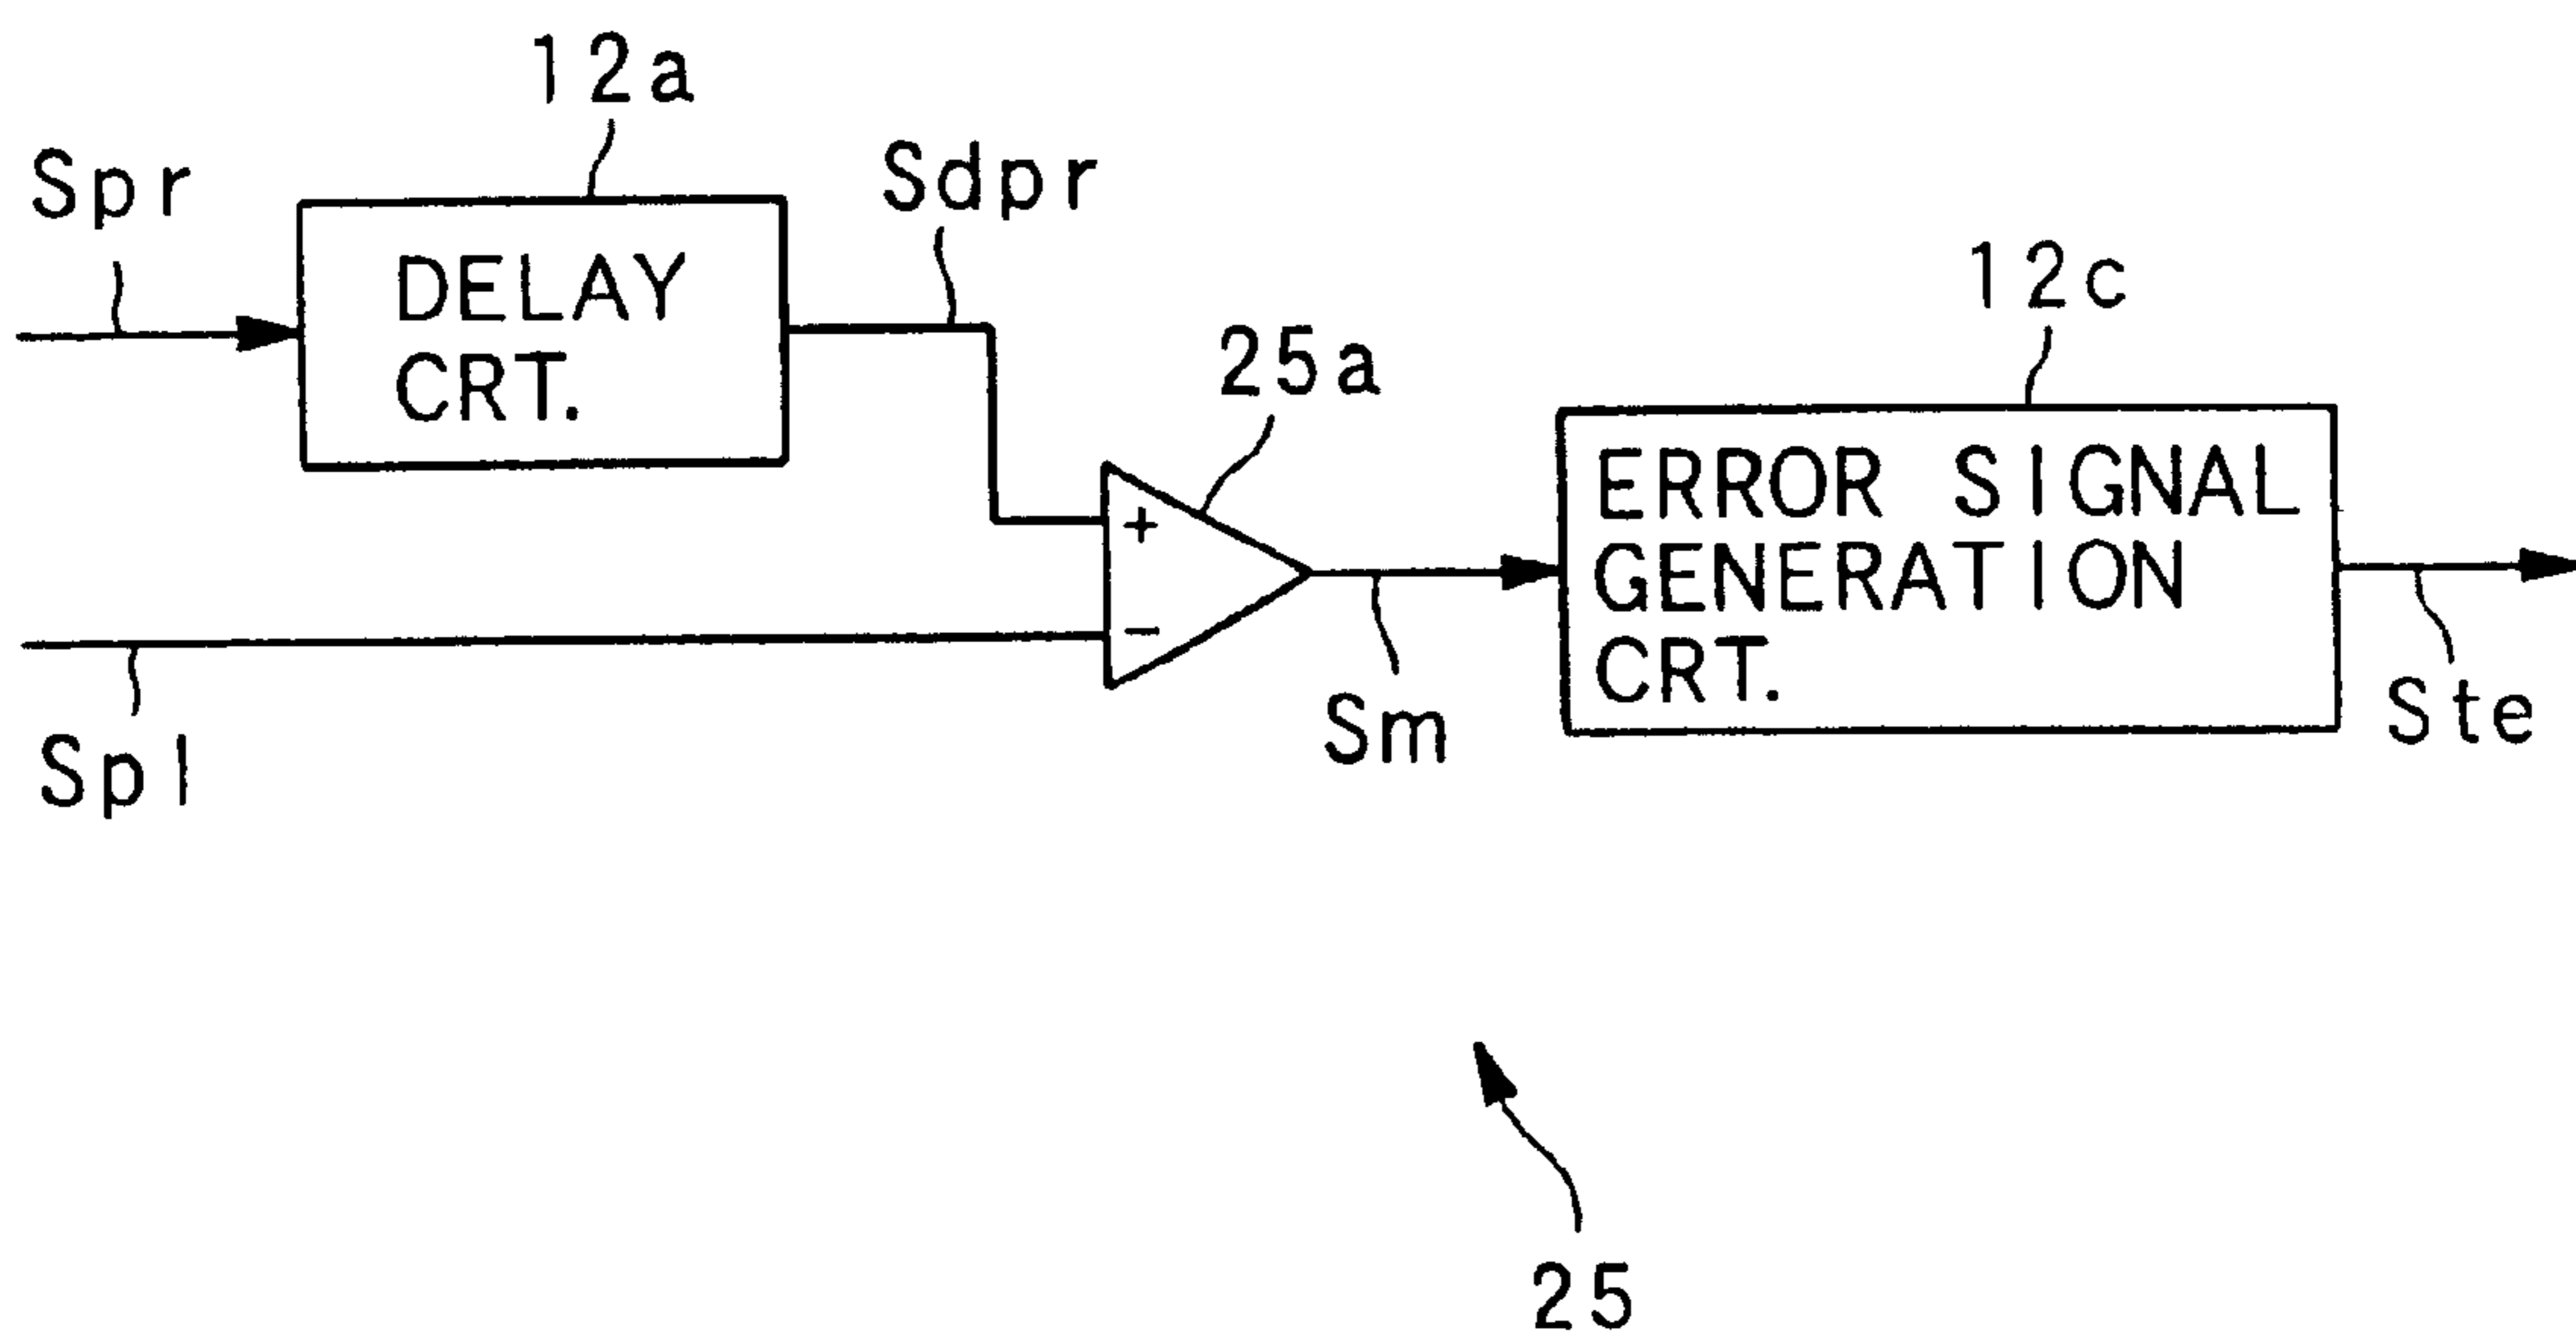 12a
Spr
Sdpr
DELAY
CRT.
12c
25a
+
ERROR SIGNAL
GENERATION
CRT.
-
Spl
Sm
Ste
25